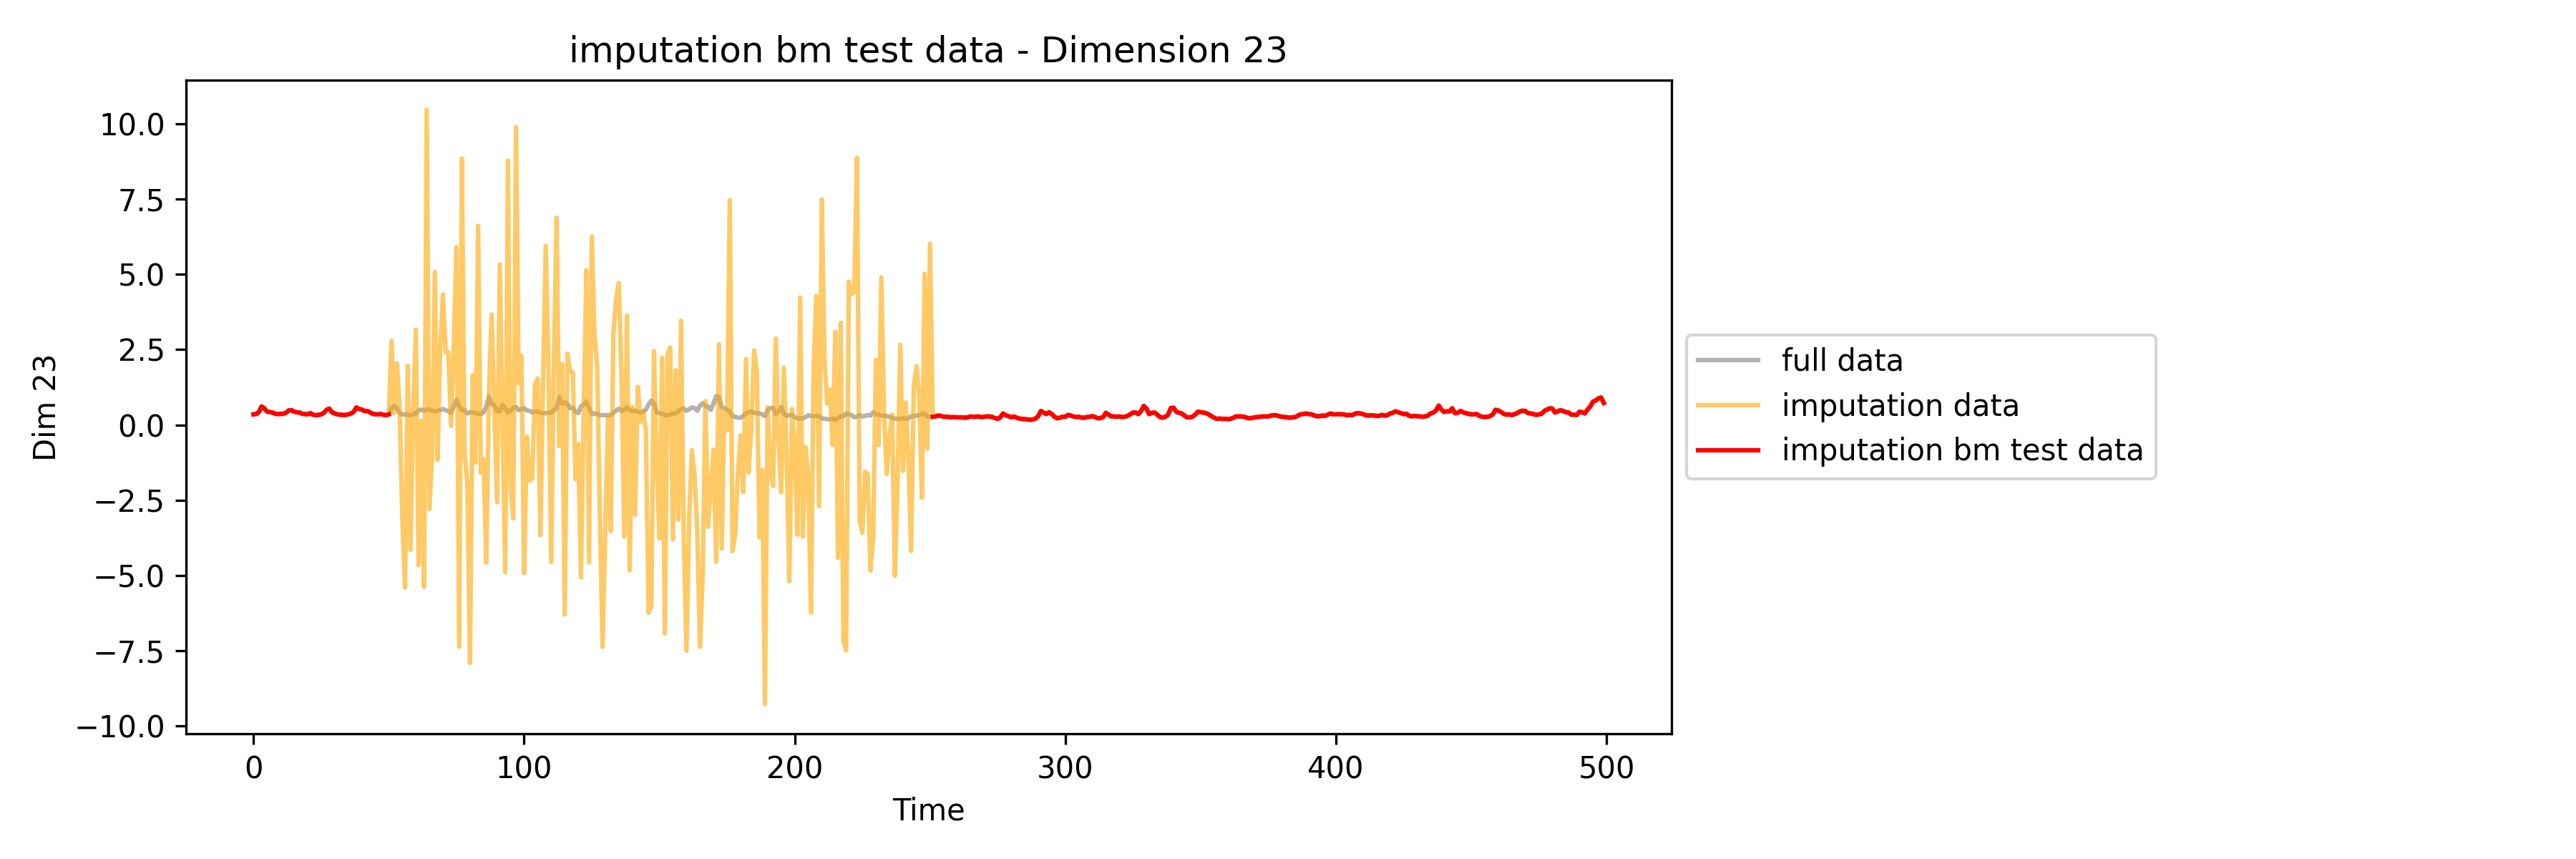 imputation bm test data - Dimension 23
10.0
7.5
5.0
2.5
0.0
−2.5
−5.0
−7.5
−10.0
Dim 23
0 100 200 300 400 500
Time
full data
imputation data
imputation bm test data